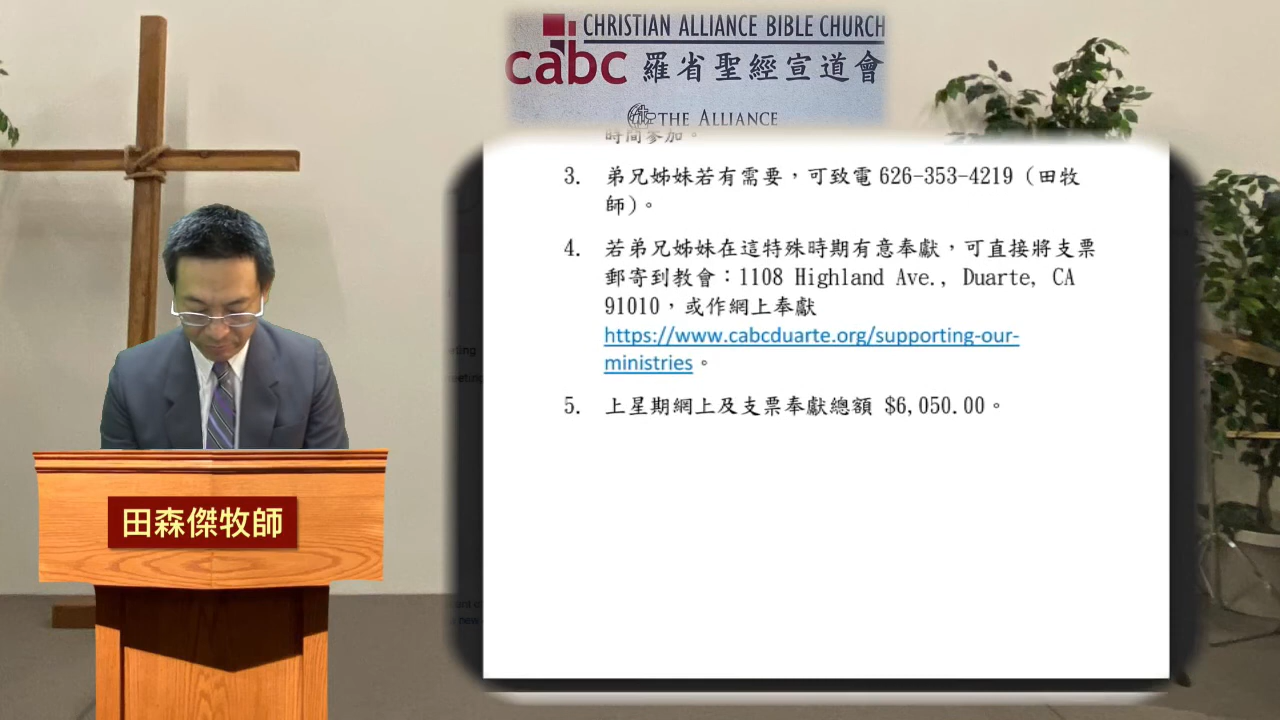 CHRISTIAN ALLIANCE BIBLE CHURCH
cabc 羅省聖經宣道會
THE ALLIANCE
時間參加。
3. 弟兄姊妹若有需要，可致電 626-353-4219 (田牧
師)。
4. 若弟兄姊妹在這特殊時期有意奉獻，可直接將支票
郵寄到教會：1108 Highland Ave., Duarte, CA
91010，或作網上奉獻
https://www.cabcduarte.org/supporting-our-
ministries。
5. 上星期網上及支票奉獻總額 $6,050.00。
田森傑牧師